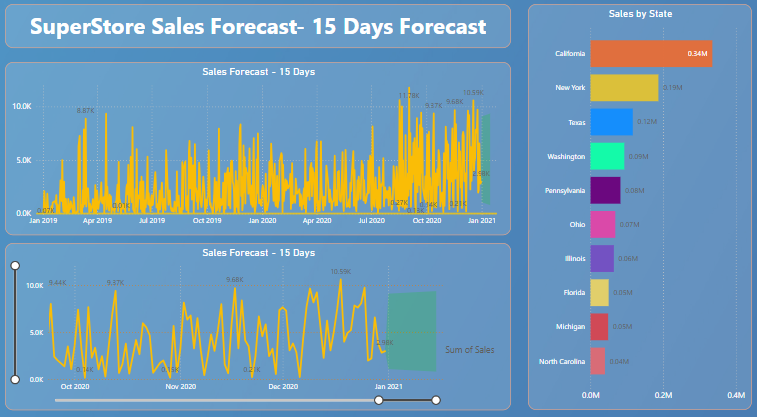 SuperStore Sales Forecast- 15 Days Forecast
Sales Forecast - 15 Days
10.0K
5.0K
0.0K
8.87K
11.78K
9.37K
9.68K
10.59K
0.07K
0.01K
Jan 2019
Apr 2019
Jul 2019
Oct 2019
Jan 2020
Apr 2020
Jul 2020
Oct 2020
Jan 2021
Sales Forecast - 15 Days
10.0K
5.0K
0.0K
8.44K
9.37K
9.68K
10.59K
Sum of Sales
Oct 2020
Nov 2020
Dec 2020
Jan 2021
Sales by State
California 0.34M
New York 0.19M
Texas 0.12M
Washington 0.09M
Pennsylvania 0.08M
Ohio 0.07M
Illinois 0.06M
Florida 0.05M
Michigan 0.05M
North Carolina 0.04M
0.0M
0.2M
0.4M